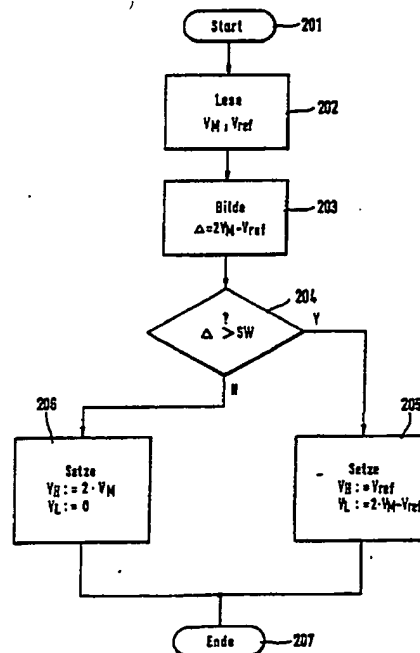 Start
201
Lese
V_M, V_ref
202
Bilde
Δ=2V_M-V_ref
203
?
Δ > SW
204
Y
N
206
Setze
V_H := 2·V_M
V_L := 0
205
Setze
V_H := V_ref
V_L := 2·V_M-V_ref
Ende
207